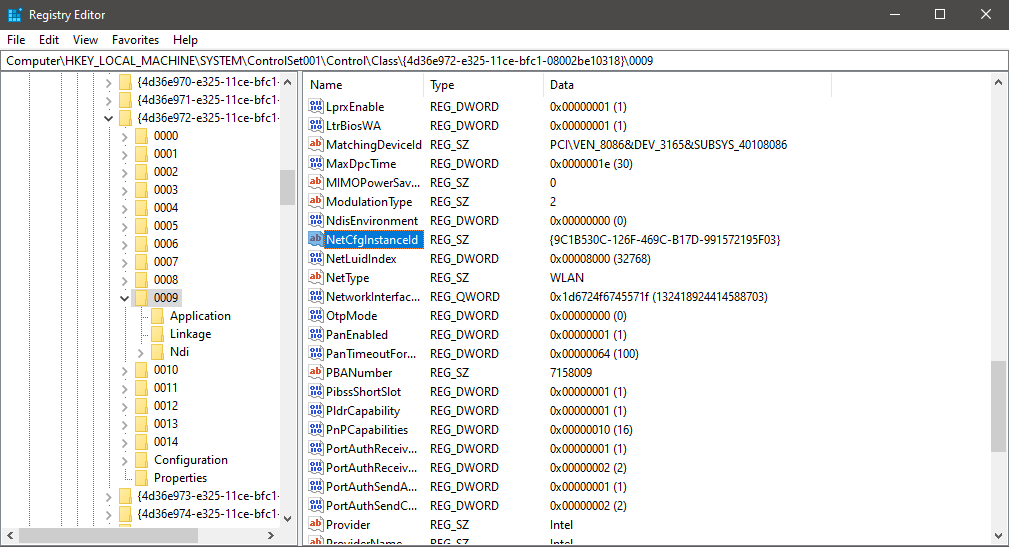 Registry Editor
File Edit View Favorites Help
Computer\HKEY_LOCAL_MACHINE\SYSTEM\ControlSet001\Control\Class\{4d36e972-e325-11ce-bfc1-08002be10318}\0009
{4d36e970-e325-11ce-bfc1-
{4d36e971-e325-11ce-bfc1-
{4d36e972-e325-11ce-bfc1-
0000
0001
0002
0003
0004
0005
0006
0007
0008
0009
Application
Linkage
Ndi
0010
0011
0012
0013
0014
Configuration
Properties
{4d36e973-e325-11ce-bfc1-
{4d36e974-e325-11ce-bfc1-
Name Type Data
LprxEnable REG_DWORD 0x00000001 (1)
LtrBiosWA REG_DWORD 0x00000001 (1)
MatchingDeviceId REG_SZ PCI\VEN_8086&DEV_3165&SUBSYS_40108086
MaxDpcTime REG_DWORD 0x0000001e (30)
MIMOPowerSav... REG_SZ 0
ModulationType REG_SZ 2
NdisEnvironment REG_DWORD 0x00000000 (0)
NetCfgInstanceId REG_SZ {9C1B530C-126F-469C-B17D-991572195F03}
NetLuidIndex REG_DWORD 0x00008000 (32768)
NetType REG_SZ WLAN
NetworkInterfac... REG_QWORD 0x1d6724f6745571f (132418924414588703)
OtpMode REG_DWORD 0x00000000 (0)
PanEnabled REG_DWORD 0x00000001 (1)
PanTimeoutFor... REG_DWORD 0x00000064 (100)
PBANumber REG_SZ 7158009
PibssShortSlot REG_DWORD 0x00000001 (1)
PldrCapability REG_DWORD 0x00000001 (1)
PnPCapabilities REG_DWORD 0x00000010 (16)
PortAuthReceiv... REG_DWORD 0x00000001 (1)
PortAuthReceiv... REG_DWORD 0x00000002 (2)
PortAuthSendA... REG_DWORD 0x00000001 (1)
PortAuthSendC... REG_DWORD 0x00000002 (2)
Provider REG_SZ Intel
ProviderName REG_SZ Intel